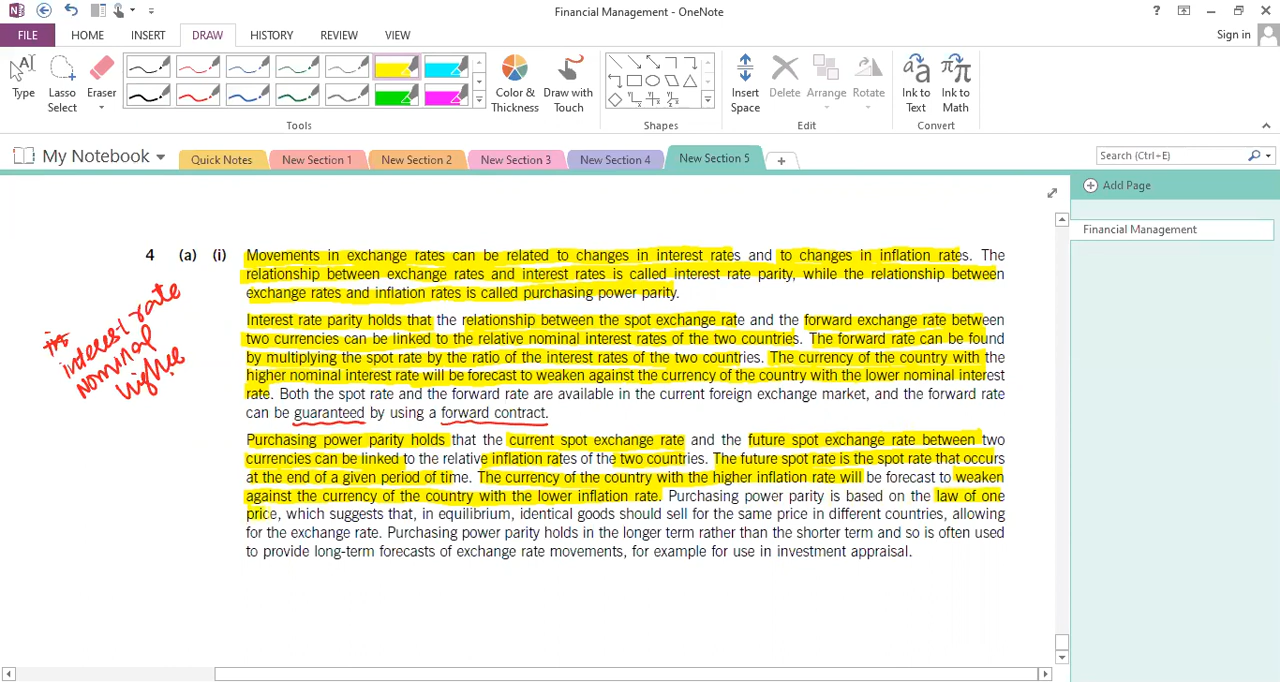 Financial Management - OneNote
? 
Sign in
FILE HOME INSERT DRAW HISTORY REVIEW VIEW
Type
Lasso Select
Eraser
Color & Thickness
Draw with Touch
Insert Space
Delete
Arrange
Rotate
Ink to Text
Ink to Math
Tools
Shapes
Edit
Convert
My Notebook
Quick Notes
New Section 1
New Section 2
New Section 3
New Section 4
New Section 5
Search (Ctrl+E)
Add Page
Financial Management
4 (a) (i) Movements in exchange rates can be related to changes in interest rates and to changes in inflation rates. The
relationship between exchange rates and interest rates is called interest rate parity, while the relationship between
exchange rates and inflation rates is called purchasing power parity.
Interest rate parity holds that the relationship between the spot exchange rate and the forward exchange rate between
two currencies can be linked to the relative nominal interest rates of the two countries. The forward rate can be found
by multiplying the spot rate by the ratio of the interest rates of the two countries. The currency of the country with the
higher nominal interest rate will be forecast to weaken against the currency of the country with the lower nominal interest
rate. Both the spot rate and the forward rate are available in the current foreign exchange market, and the forward rate
can be guaranteed by using a forward contract.
Purchasing power parity holds that the current spot exchange rate and the future spot exchange rate between two
currencies can be linked to the relative inflation rates of the two countries. The future spot rate is the spot rate that occurs
at the end of a given period of time. The currency of the country with the higher inflation rate will be forecast to weaken
against the currency of the country with the lower inflation rate. Purchasing power parity is based on the law of one
price, which suggests that, in equilibrium, identical goods should sell for the same price in different countries, allowing
for the exchange rate. Purchasing power parity holds in the longer term rather than the shorter term and so is often used
to provide long-term forecasts of exchange rate movements, for example for use in investment appraisal.
interest rate
nominal
higher